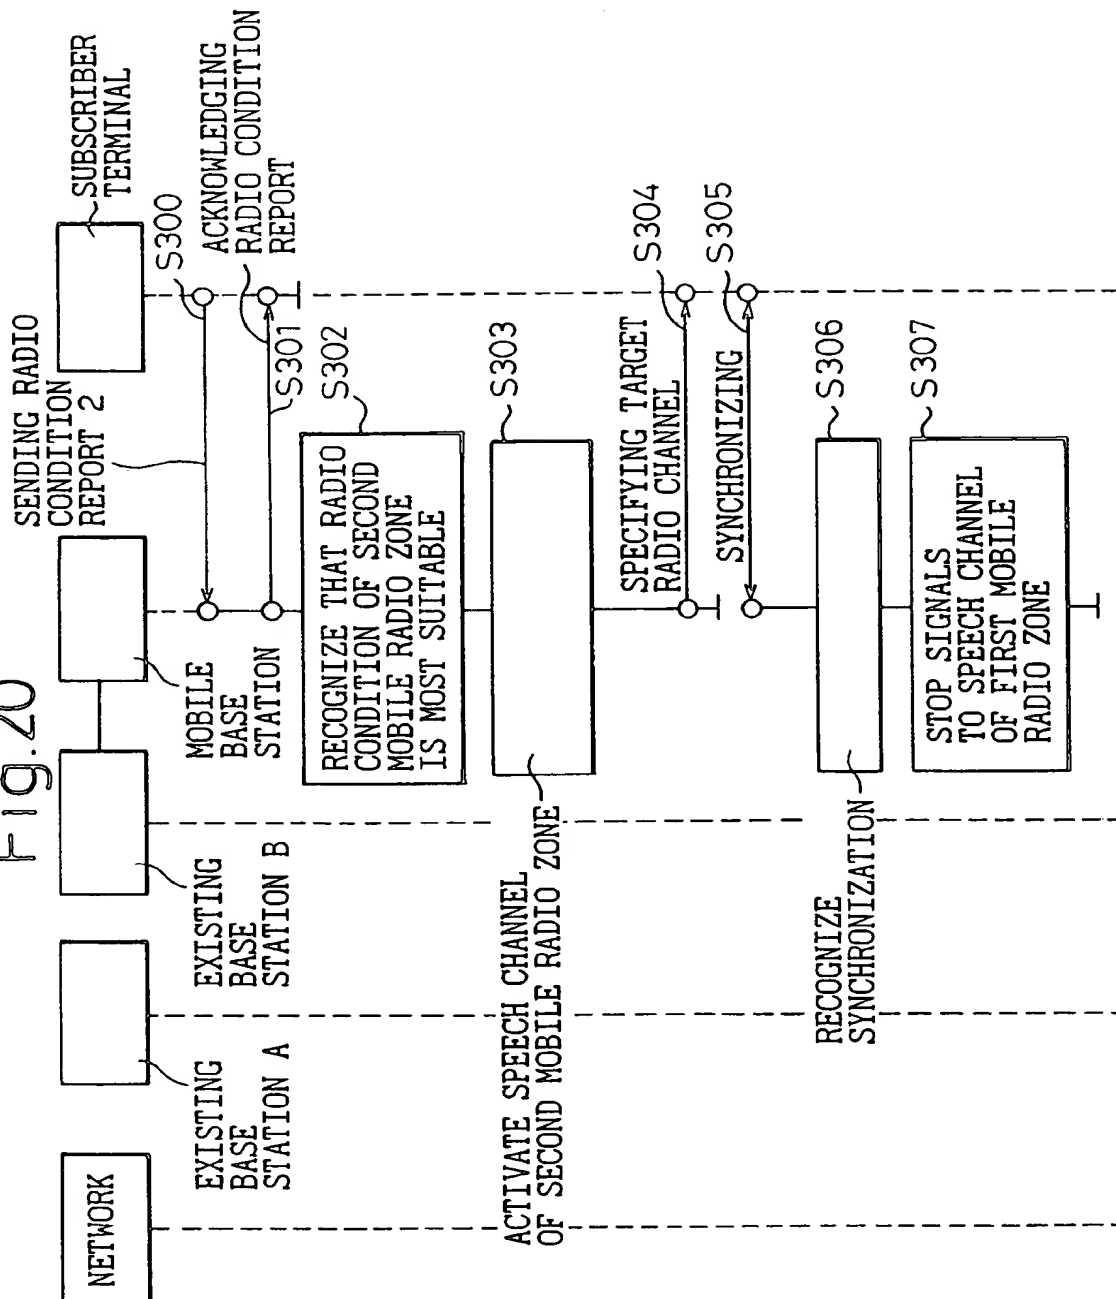 Fig.20
NETWORK
EXISTING
BASE
STATION A
EXISTING
BASE
STATION B
MOBILE
BASE
STATION
SUBSCRIBER
TERMINAL
SENDING RADIO
CONDITION
REPORT 2
S300
ACKNOWLEDGING
RADIO CONDITION
REPORT
S301
RECOGNIZE THAT RADIO
CONDITION OF SECOND
MOBILE RADIO ZONE
IS MOST SUITABLE
S302
ACTIVATE SPEECH CHANNEL
OF SECOND MOBILE RADIO ZONE
S303
SPECIFYING TARGET
RADIO CHANNEL
S304
SYNCHRONIZING
S305
RECOGNIZE
SYNCHRONIZATION
S306
STOP SIGNALS
TO SPEECH CHANNEL
OF FIRST MOBILE
RADIO ZONE
S307